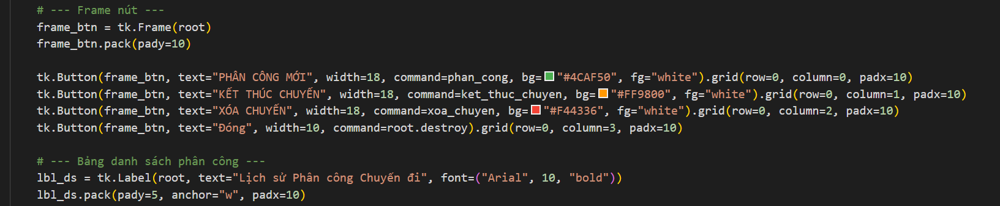 # --- Frame nút ---
frame_btn = tk.Frame(root)
frame_btn.pack(pady=10)
tk.Button(frame_btn, text="PHÂN CÔNG MỚI", width=18, command=phan_cong, bg="#4CAF50", fg="white").grid(row=0, column=0, padx=10)
tk.Button(frame_btn, text="KẾT THÚC CHUYẾN", width=18, command=ket_thuc_chuyen, bg="#FF9800", fg="white").grid(row=0, column=1, padx=10)
tk.Button(frame_btn, text="XÓA CHUYẾN", width=18, command=xoa_chuyen, bg="#F44336", fg="white").grid(row=0, column=2, padx=10)
tk.Button(frame_btn, text="Đóng", width=10, command=root.destroy).grid(row=0, column=3, padx=10)
# --- Bảng danh sách phân công ---
lbl_ds = tk.Label(root, text="Lịch sử Phân công Chuyến đi", font=("Arial", 10, "bold"))
lbl_ds.pack(pady=5, anchor="w", padx=10)